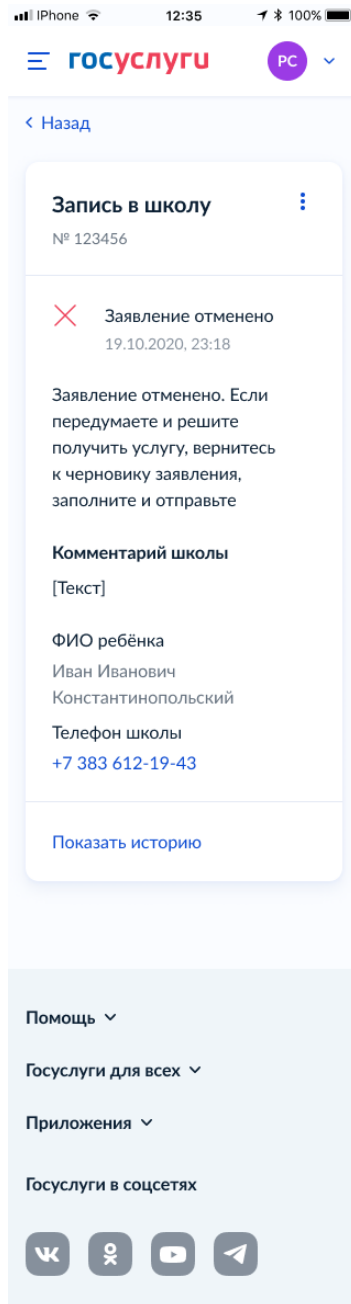 IPhone 12:35 100%
госуслуги РС
Назад
Запись в школу
№ 123456
Заявление отменено
19.10.2020, 23:18
Заявление отменено. Если
передумаете и решите
получить услугу, вернитесь
к черновику заявления,
заполните и отправьте
Комментарий школы
[Текст]
ФИО ребёнка
Иван Иванович
Константинопольский
Телефон школы
+7 383 612-19-43
Показать историю
Помощь
Госуслуги для всех
Приложения
Госуслуги в соцсетях